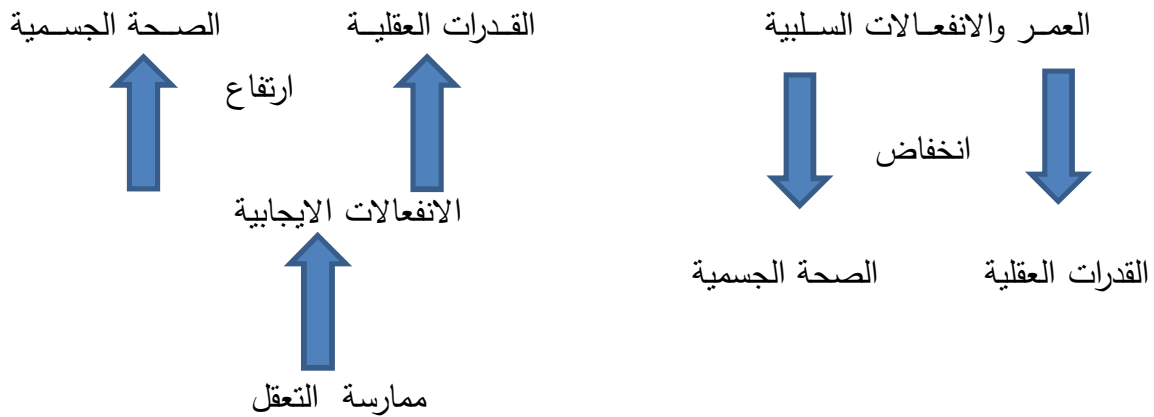 العمر والانفعالات السلبية
انخفاض
القدرات العقلية
الصحة الجسمية
القدرات العقلية
الصحة الجسمية
ارتفاع
الانفعالات الايجابية
ممارسة التعقل